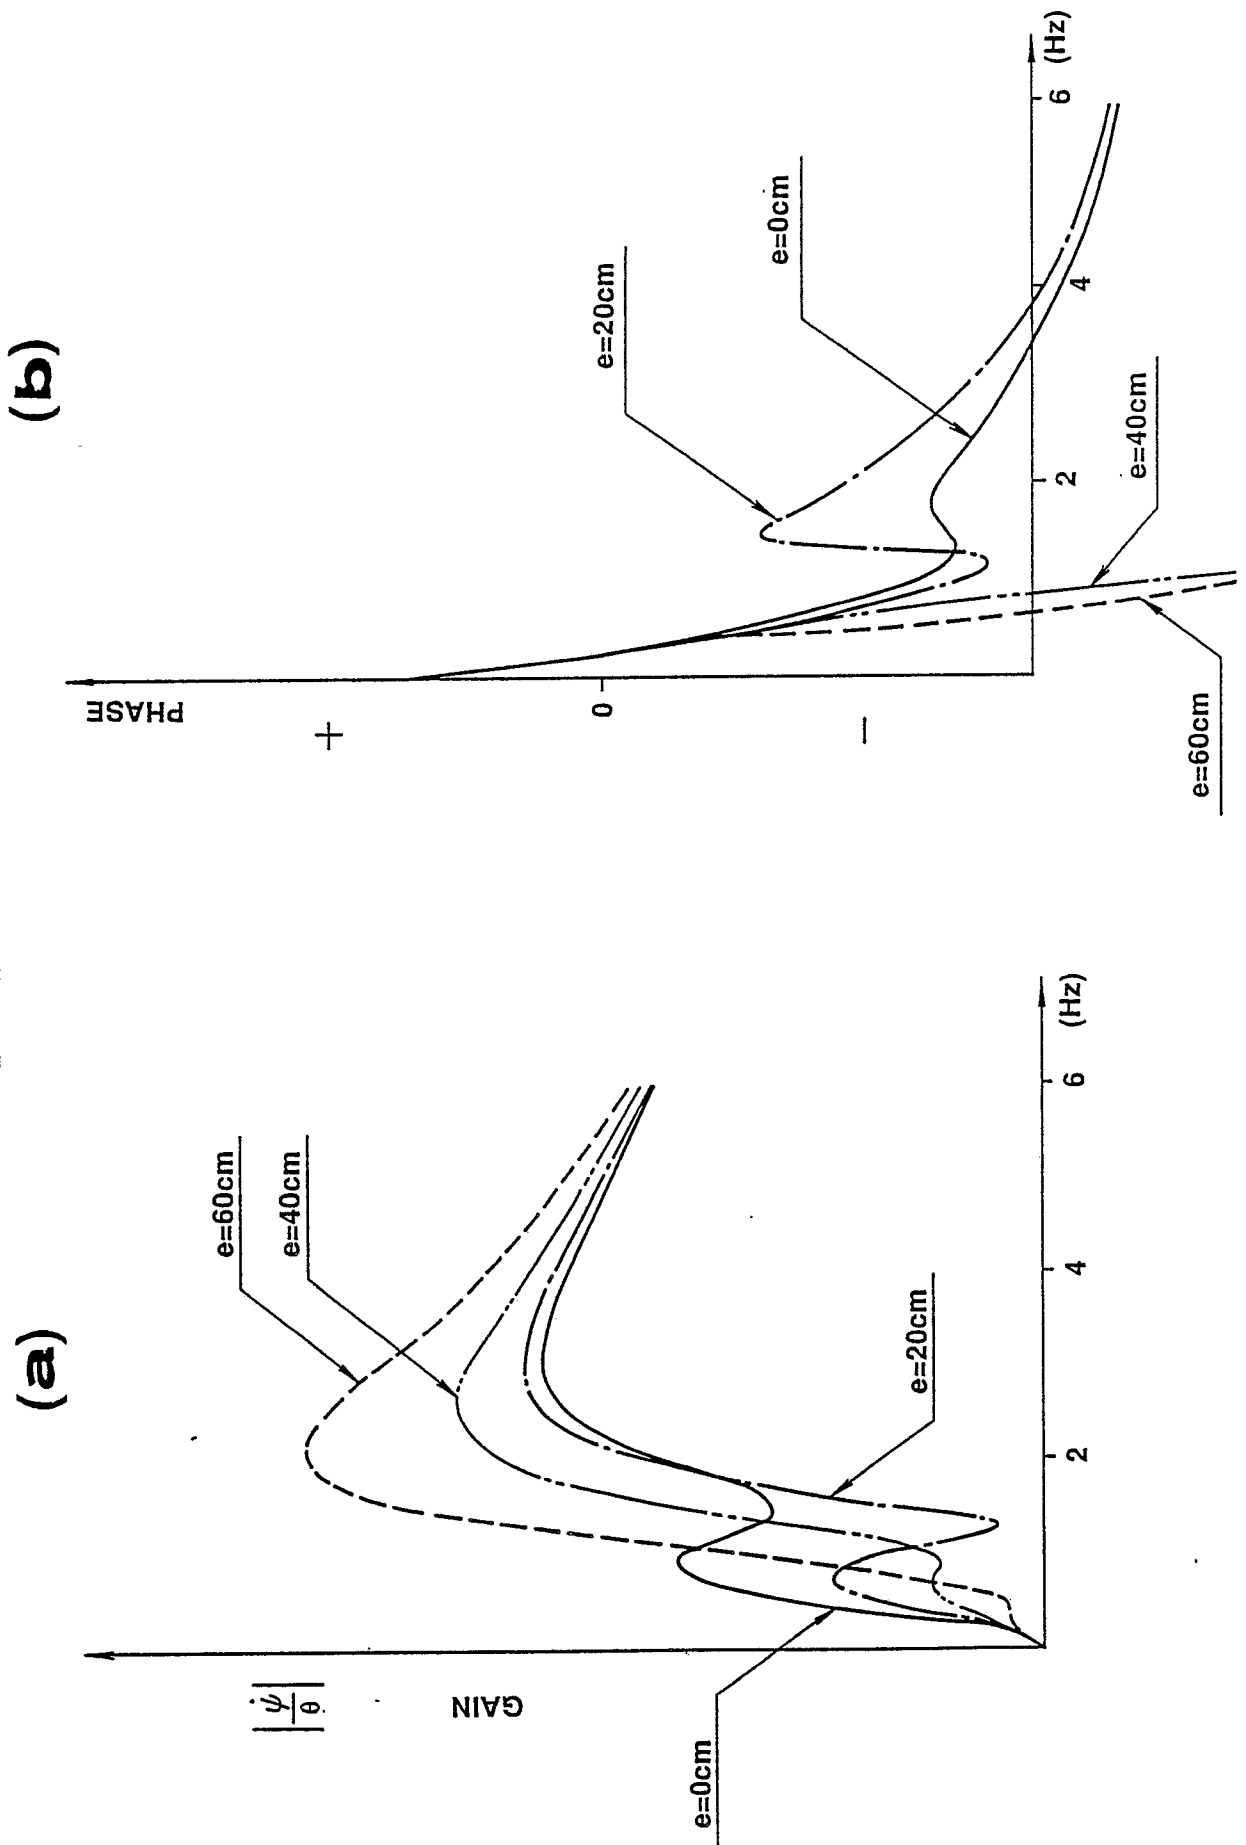 (a)
| ψ̇ / θ |
GAIN
e=60cm
e=40cm
e=20cm
e=0cm
2
4
6
(Hz)
(b)
PHASE
+
0
−
e=20cm
e=0cm
e=40cm
e=60cm
2
4
6
(Hz)